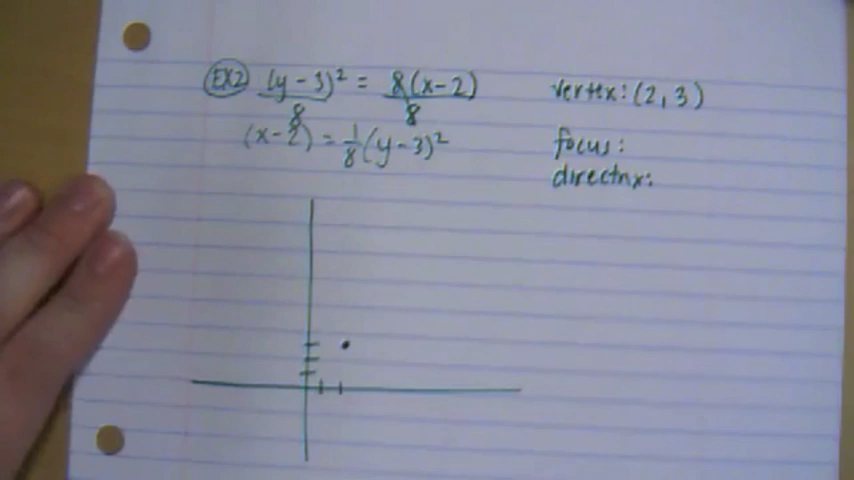 EX2 (y-3)² / 8 = 8(x-2) / 8
vertex: (2,3)
(x-2) = 1/8 (y-3)²
focus:
directrix: